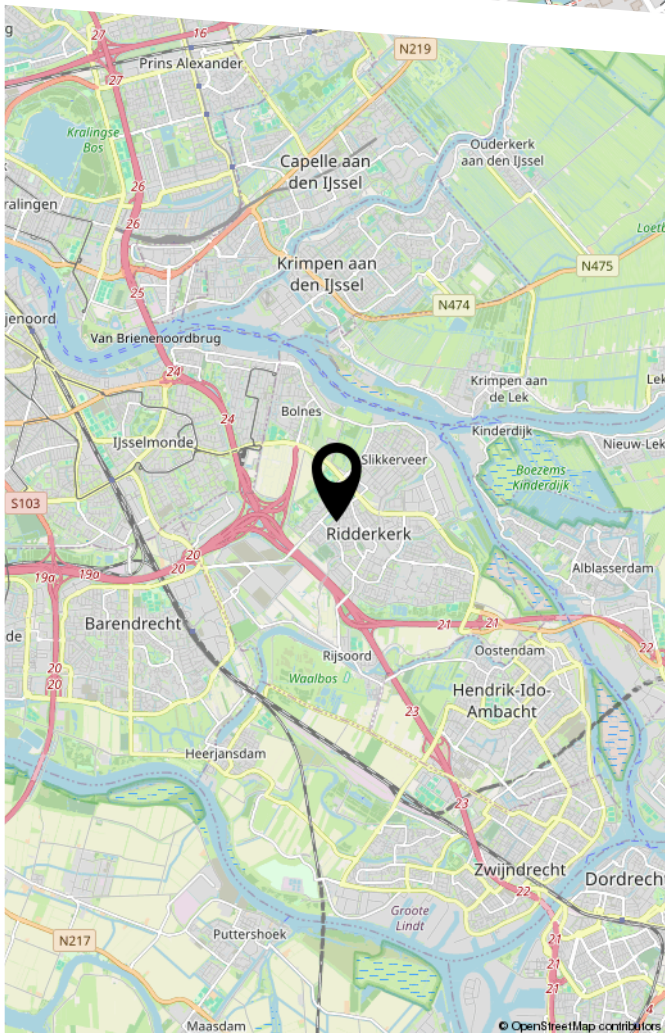 g
27
16
N219
Prins Alexander
27
Kralingse
Bos
Ouderkerk
aan den IJssel
Capelle aan
den IJssel
26
ralingen
26
Loetb
Krimpen aan
den IJssel
N475
25
N474
jenoord
Van Brienenoordbrug
24
Krimpen aan
de Lek
Lek
24
Bolnes
Kinderdijk
IJsselmonde
Nieuw-Lek
Slikkerveer
Boezems
Kinderdijk
S103
Ridderkerk
20
19a
19a
20
Alblasserdam
Barendrecht
21
21
de
22
Oostendam
Rijsoord
20
20
Waalbos
Hendrik-Ido-
Ambacht
23
Heerjansdam
23
Zwijndrecht
22
Dordrecht
Groote
Lindt
Puttershoek
N217
21
21
21
Maasdam
4
© OpenStreetMap contributors